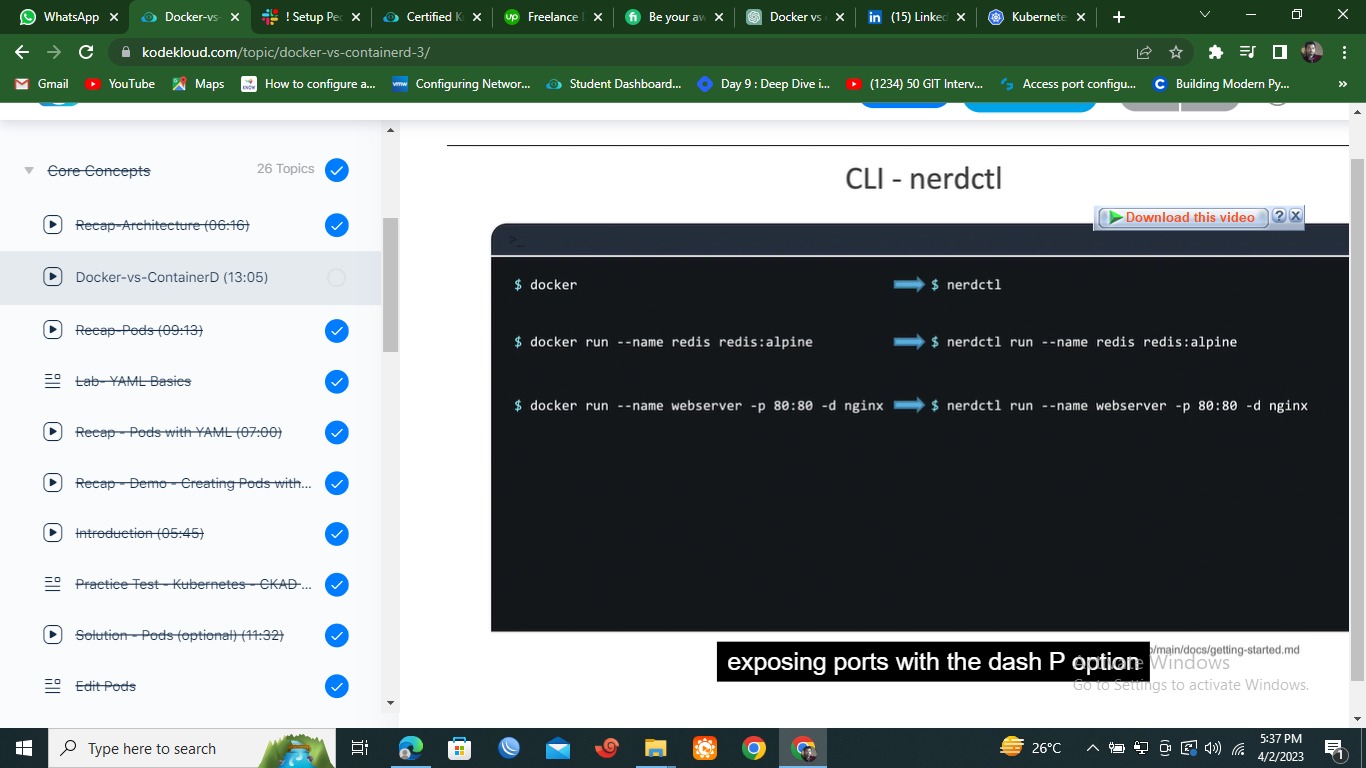 WhatsApp
Docker-vs-
! Setup Pe
Certified K
Freelance
Be your aw
Docker vs
(15) Linked
Kubernete
kodekloud.com/topic/docker-vs-containerd-3/
Gmail
YouTube
Maps
How to configure a...
Configuring Networ...
Student Dashboard...
Day 9 : Deep Dive i...
(1234) 50 GIT Interv...
Access port configu...
Building Modern Py...
»
Core Concepts
26 Topics
Recap-Architecture (06:16)
Docker-vs-ContainerD (13:05)
Recap-Pods (09:13)
Lab- YAML Basics
Recap - Pods with YAML (07:00)
Recap - Demo - Creating Pods with...
Introduction (05:45)
Practice Test - Kubernetes - CKAD ...
Solution - Pods (optional) (11:32)
Edit Pods
CLI - nerdctl
Download this video
? X
>_
$ docker
$ nerdctl
$ docker run --name redis redis:alpine
$ nerdctl run --name redis redis:alpine
$ docker run --name webserver -p 80:80 -d nginx
$ nerdctl run --name webserver -p 80:80 -d nginx
/main/docs/getting-started.md
exposing ports with the dash P option
Activate Windows
Go to Settings to activate Windows.
Type here to search
26°C
5:37 PM
4/2/2023
1